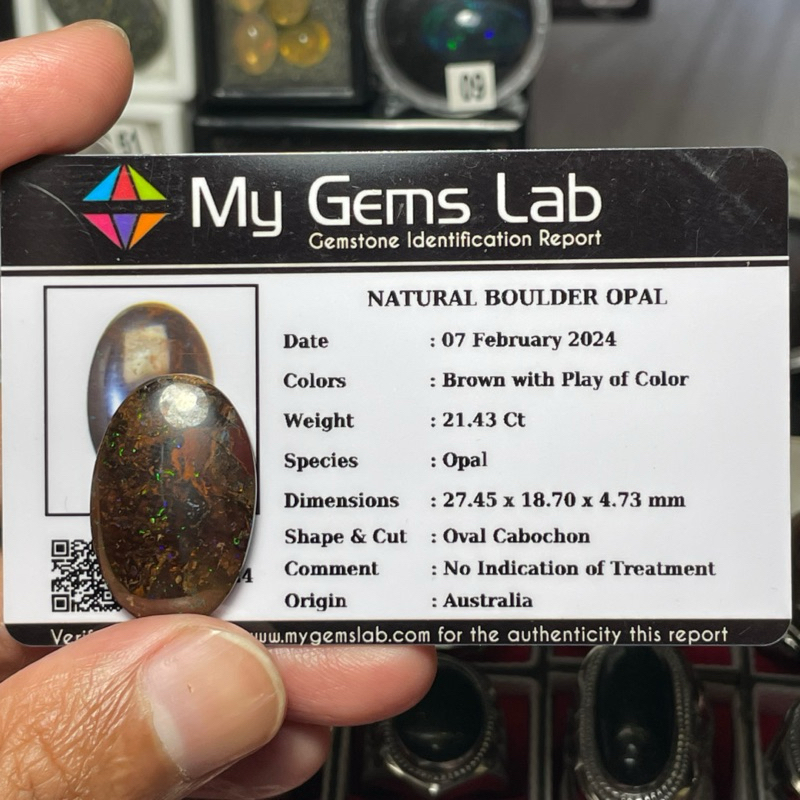 09
51
My Gems Lab
Gemstone Identification Report
NATURAL BOULDER OPAL
Date : 07 February 2024
Colors : Brown with Play of Color
Weight : 21.43 Ct
Species : Opal
Dimensions : 27.45 x 18.70 x 4.73 mm
Shape & Cut : Oval Cabochon
Comment : No Indication of Treatment
Origin : Australia
www.mygemslab.com for the authenticity this report